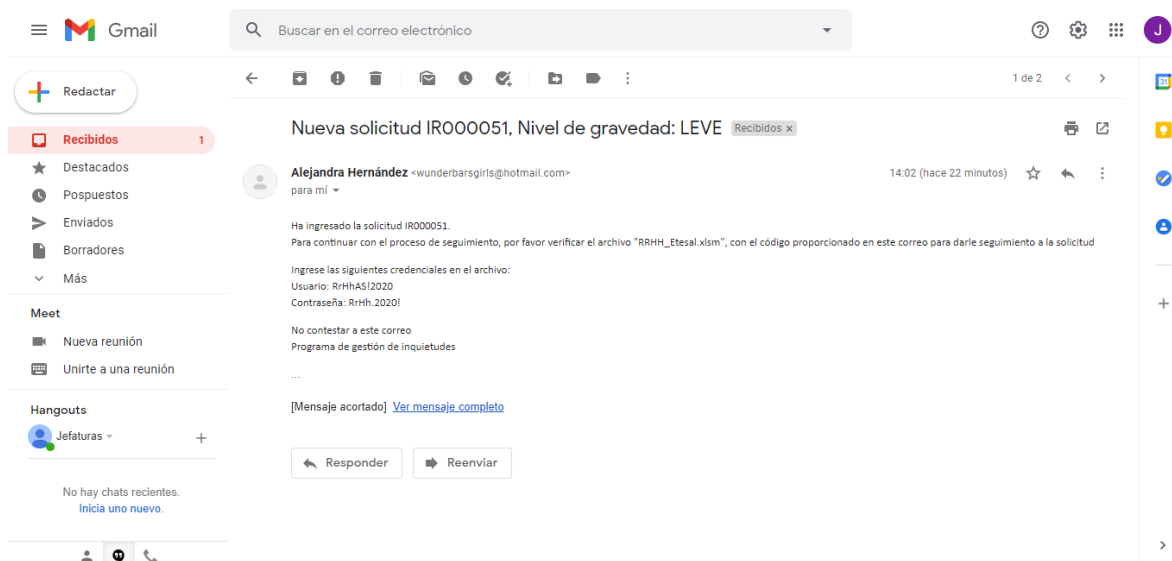 Gmail
Buscar en el correo electrónico
J
Redactar
1 de 2
31
Recibidos 1
Destacados
Pospuestos
Enviados
Borradores
Más
Meet
Nueva reunión
Unirte a una reunión
Hangouts
Jefaturas
No hay chats recientes.
Inicia uno nuevo.
Nueva solicitud IR000051, Nivel de gravedad: LEVE Recibidos x
Alejandra Hernández <wunderbarsgirls@hotmail.com> 14:02 (hace 22 minutos)
para mí
Ha ingresado la solicitud IR000051.
Para continuar con el proceso de seguimiento, por favor verificar el archivo "RRHH_Etesal.xlsm", con el código proporcionado en este correo para darle seguimiento a la solicitud
Ingrese las siguientes credenciales en el archivo:
Usuario: RrHhAS!2020
Contraseña: RrHh.2020!
No contestar a este correo
Programa de gestión de inquietudes
...
[Mensaje acortado] Ver mensaje completo
Responder Reenviar